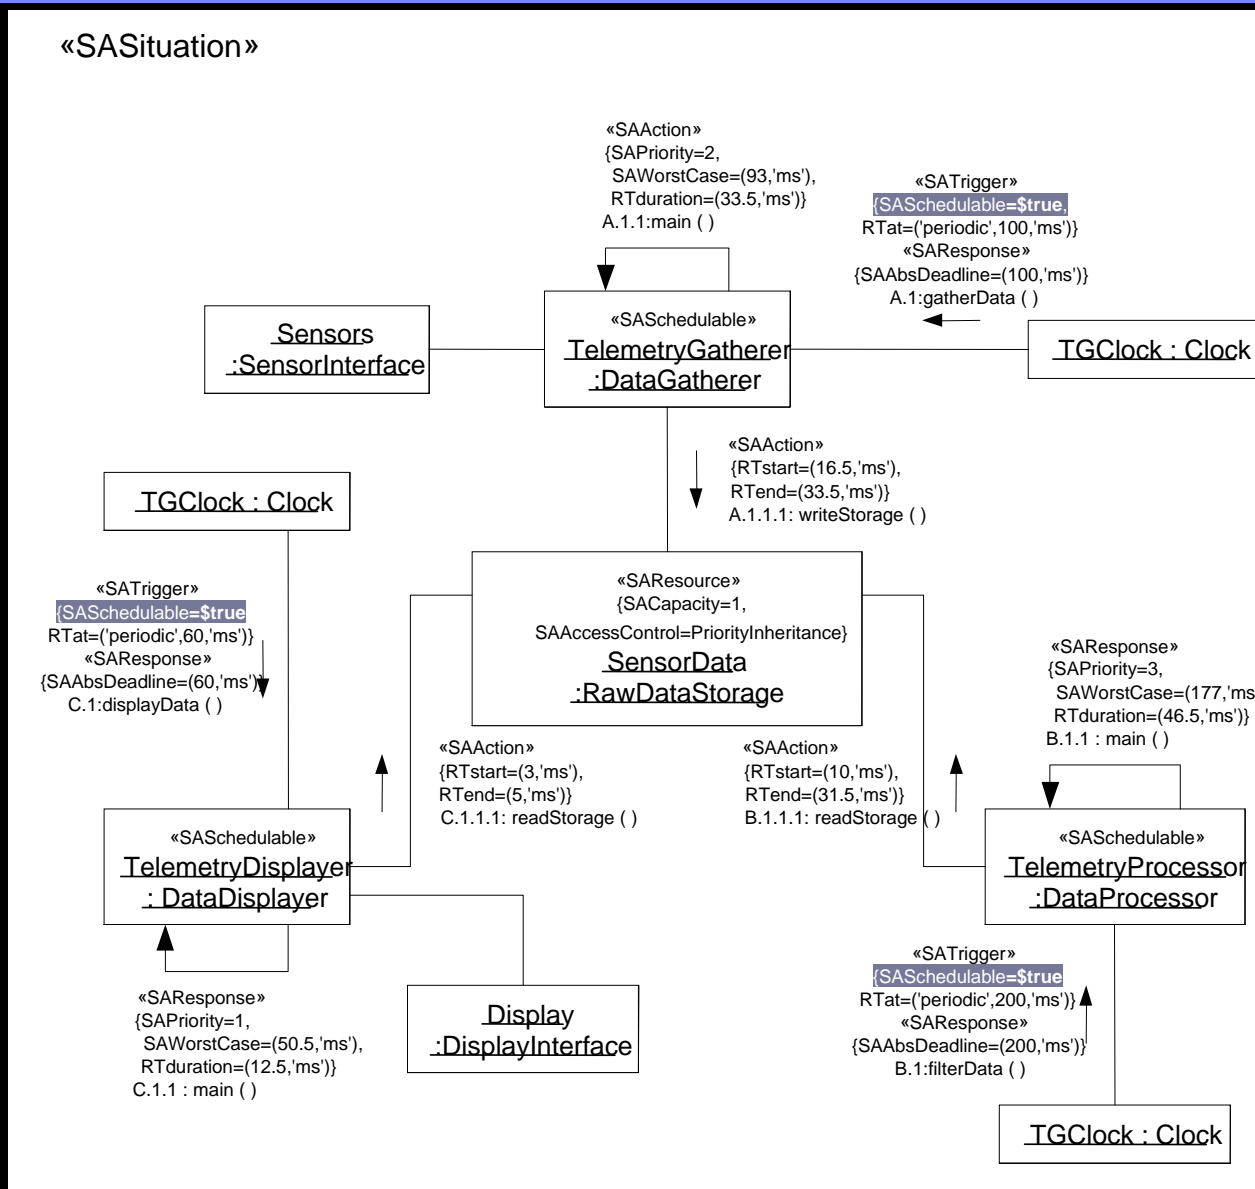 «SASituation»
«SAAction»
{SAPriority=2,
SAWorstCase=(93,'ms'),
RTduration=(33.5,'ms')}
A.1.1:main ( )
«SATrigger»
{SASchedulable=$true,
RTat=('periodic',100,'ms')}
«SAResponse»
{SAAbsDeadline=(100,'ms')}
A.1:gatherData ( )
Sensors
:SensorInterface
«SASchedulable»
TelemetryGatherer
:DataGatherer
TGClock : Clock
«SAAction»
{RTstart=(16.5,'ms'),
RTend=(33.5,'ms')}
A.1.1.1: writeStorage ( )
TGClock : Clock
«SATrigger»
{SASchedulable=$true
RTat=('periodic',60,'ms')}
«SAResponse»
{SAAbsDeadline=(60,'ms')}
C.1:displayData ( )
«SAResource»
{SACapacity=1,
SAAccessControl=PriorityInheritance}
SensorData
:RawDataStorage
«SAResponse»
{SAPriority=3,
SAWorstCase=(177,'ms
RTduration=(46.5,'ms')}
B.1.1 : main ( )
«SAAction»
{RTstart=(3,'ms'),
RTend=(5,'ms')}
C.1.1.1: readStorage ( )
«SAAction»
{RTstart=(10,'ms'),
RTend=(31.5,'ms')}
B.1.1.1: readStorage ( )
«SASchedulable»
TelemetryDisplayer
: DataDisplayer
«SASchedulable»
TelemetryProcessor
:DataProcessor
«SAResponse»
{SAPriority=1,
SAWorstCase=(50.5,'ms'),
RTduration=(12.5,'ms')}
C.1.1 : main ( )
Display
:DisplayInterface
«SATrigger»
{SASchedulable=$true
RTat=('periodic',200,'ms')}
«SAResponse»
{SAAbsDeadline=(200,'ms')}
B.1:filterData ( )
TGClock : Clock